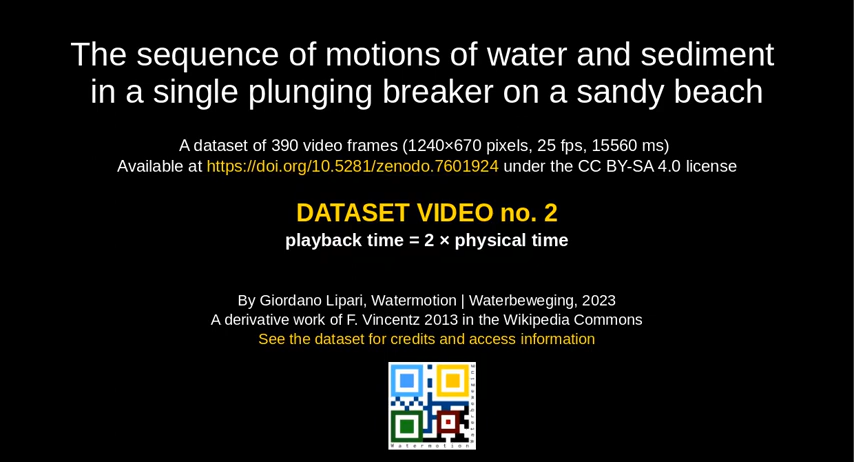 The sequence of motions of water and sediment
in a single plunging breaker on a sandy beach
A dataset of 390 video frames (1240×670 pixels, 25 fps, 15560 ms)
Available at https://doi.org/10.5281/zenodo.7601924 under the CC BY-SA 4.0 license
DATASET VIDEO no. 2
playback time = 2 × physical time
By Giordano Lipari, Watermotion | Waterbeweging, 2023
A derivative work of F. Vincentz 2013 in the Wikipedia Commons
See the dataset for credits and access information
Watermotion